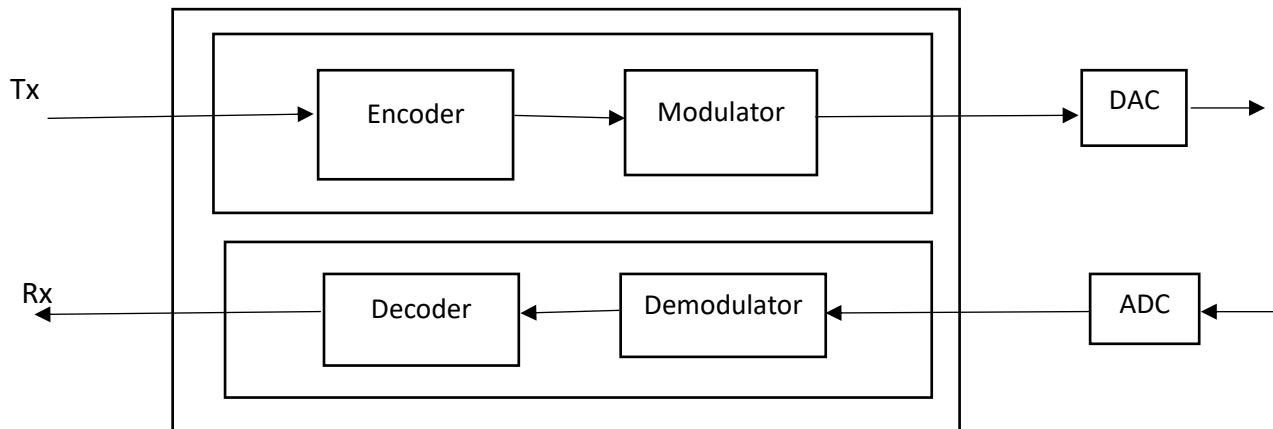 Tx
Encoder
Modulator
DAC
Rx
Decoder
Demodulator
ADC